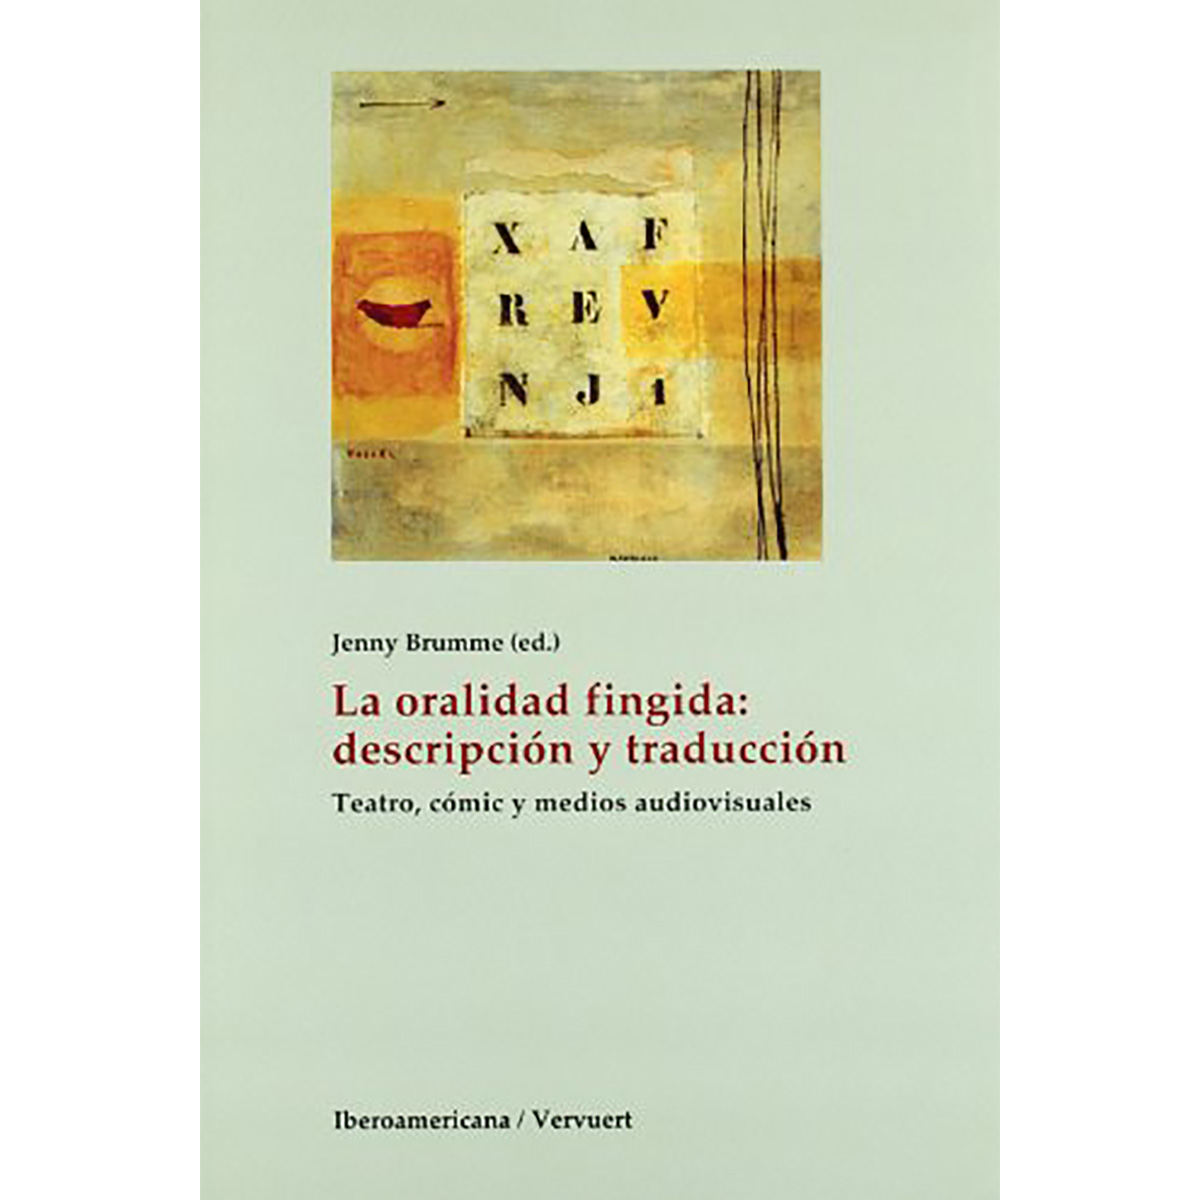 X A F
R E V
N J 1
Jenny Brumme (ed.)
La oralidad fingida:
descripción y traducción
Teatro, cómic y medios audiovisuales
Iberoamericana / Vervuert